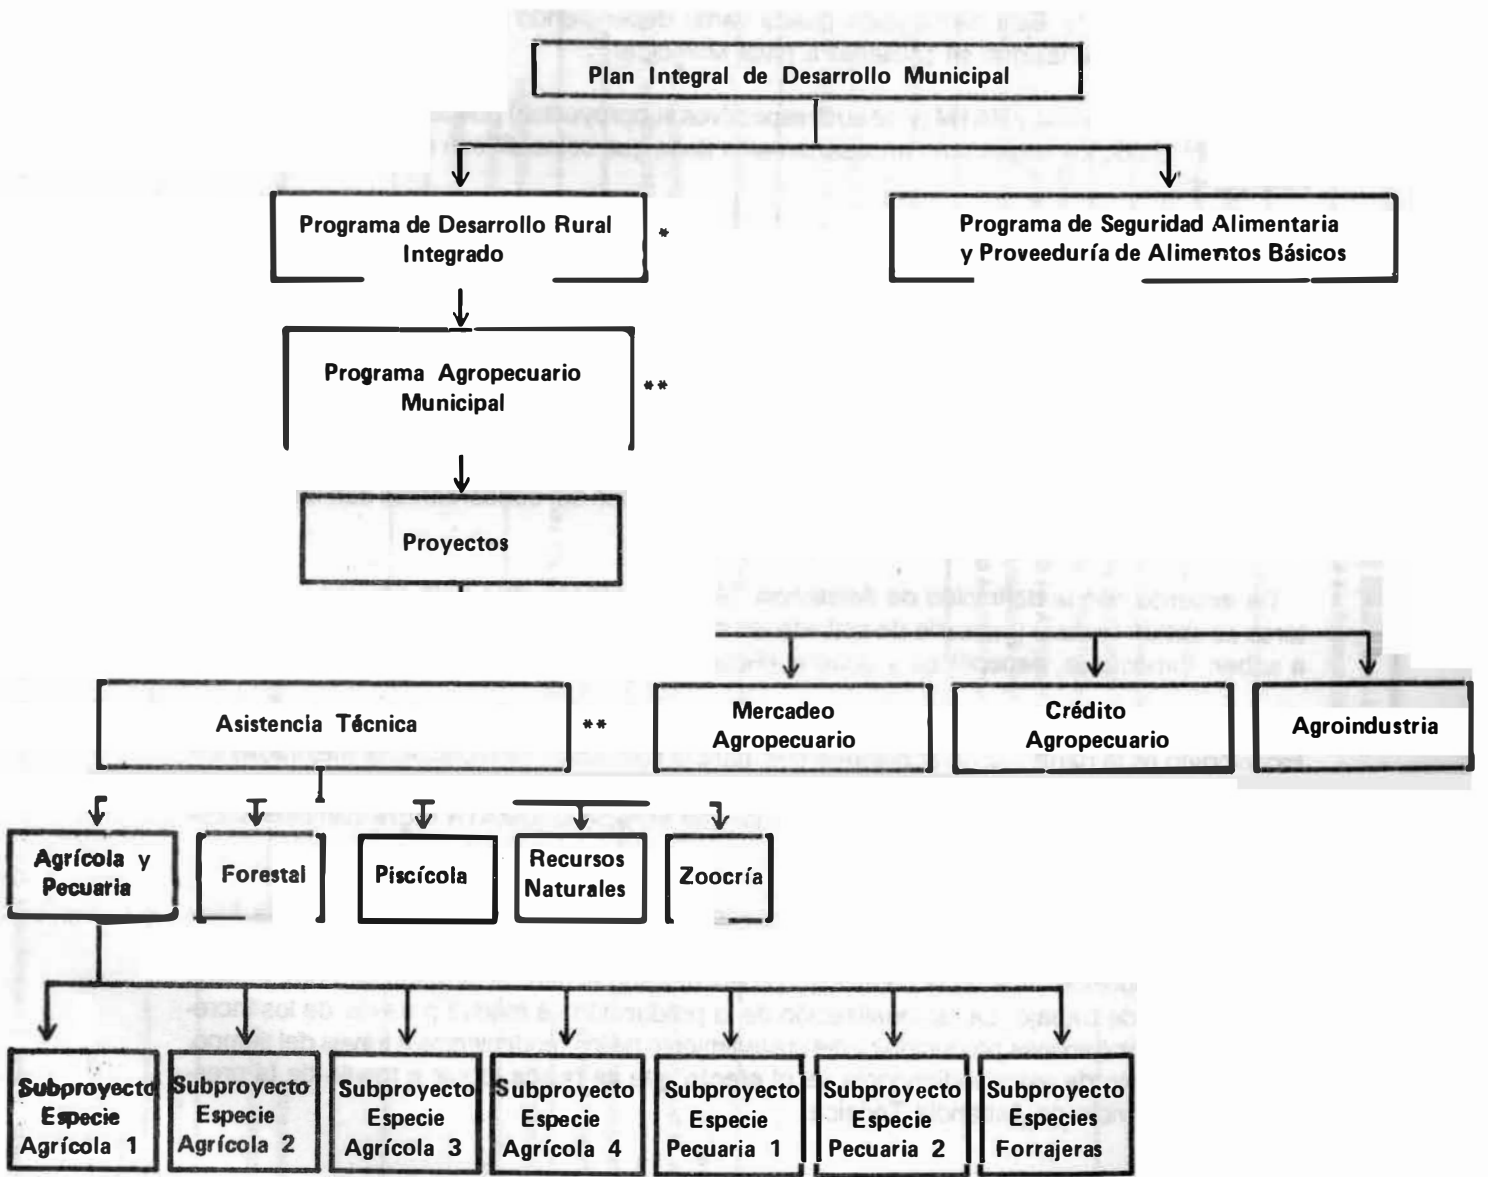 Plan Integral de Desarrollo Municipal
Programa de Desarrollo Rural
Integrado
*
Programa de Seguridad Alimentaria
y Proveeduría de Alimentos Básicos
Programa Agropecuario
Municipal
**
Proyectos
Asistencia Técnica
**
Mercadeo
Agropecuario
Crédito
Agropecuario
Agroindustria
Agrícola y
Pecuaria
Forestal
Piscícola
Recursos
Naturales
Zoocría
Subproyecto
Especie
Agrícola 1
Subproyecto
Especie
Agrícola 2
Subproyecto
Especie
Agrícola 3
Subproyecto
Especie
Agrícola 4
Subproyecto
Especie
Pecuaria 1
Subproyecto
Especie
Pecuaria 2
Subproyecto
Especies
Forrajeras